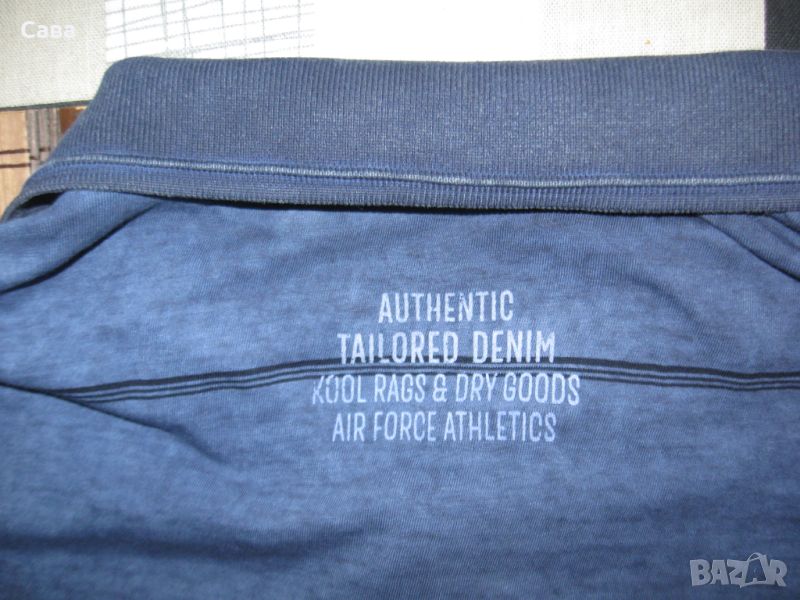 Сава
AUTHENTIC
TAILORED DENIM
KOOL RAGS & DRY GOODS
AIR FORCE ATHLETICS
BAZAR